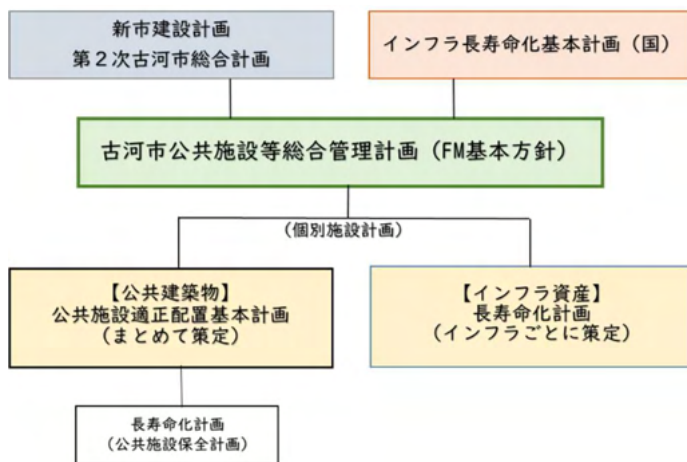 新市建設計画
第２次古河市総合計画
インフラ長寿命化基本計画（国）
古河市公共施設等総合管理計画（FM基本方針）
（個別施設計画）
【公共建築物】
公共施設適正配置基本計画
（まとめて策定）
【インフラ資産】
長寿命化計画
（インフラごとに策定）
長寿命化計画
（公共施設保全計画）